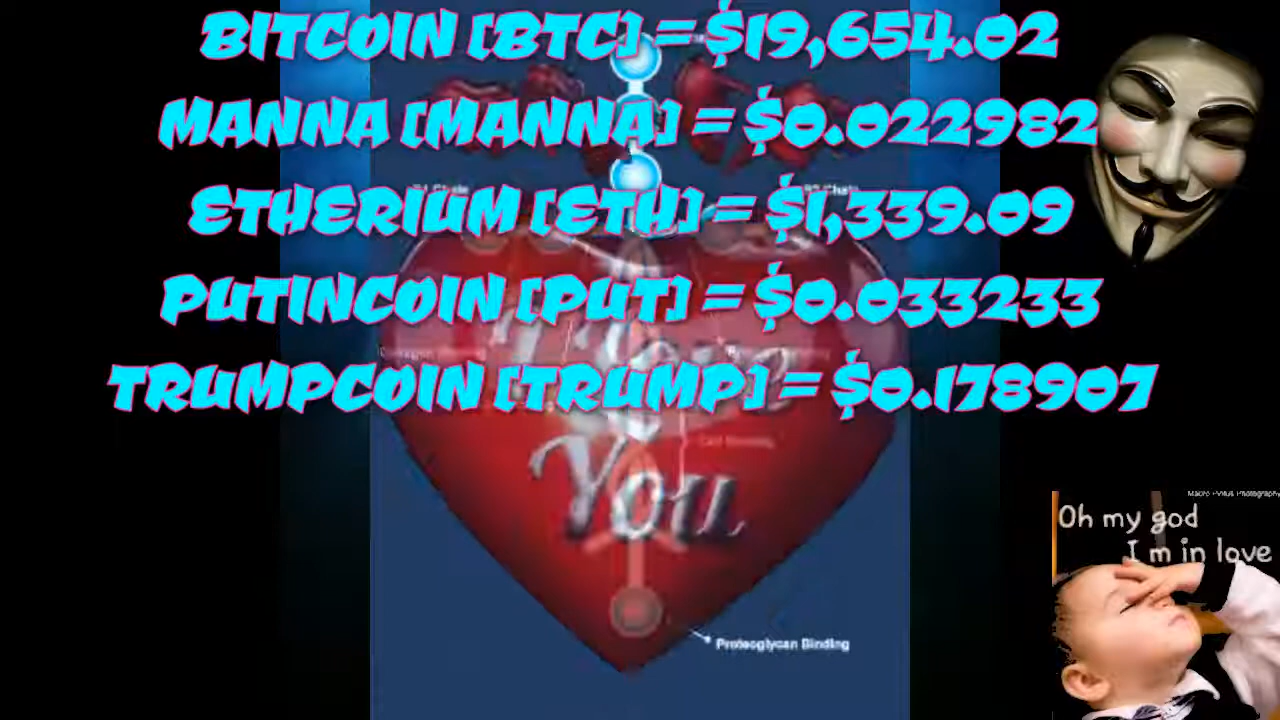 BITCOIN [BTC] = $19,654.02
MANNA [MANNA] = $0.022982
ETHERIUM [ETH] = $1,339.09
PUTINCOIN [PUT] = $0.033233
TRUMPCOIN [TRUMP] = $0.178907
I Love
You
Proteoglycan Binding
Oh my god
I m in love